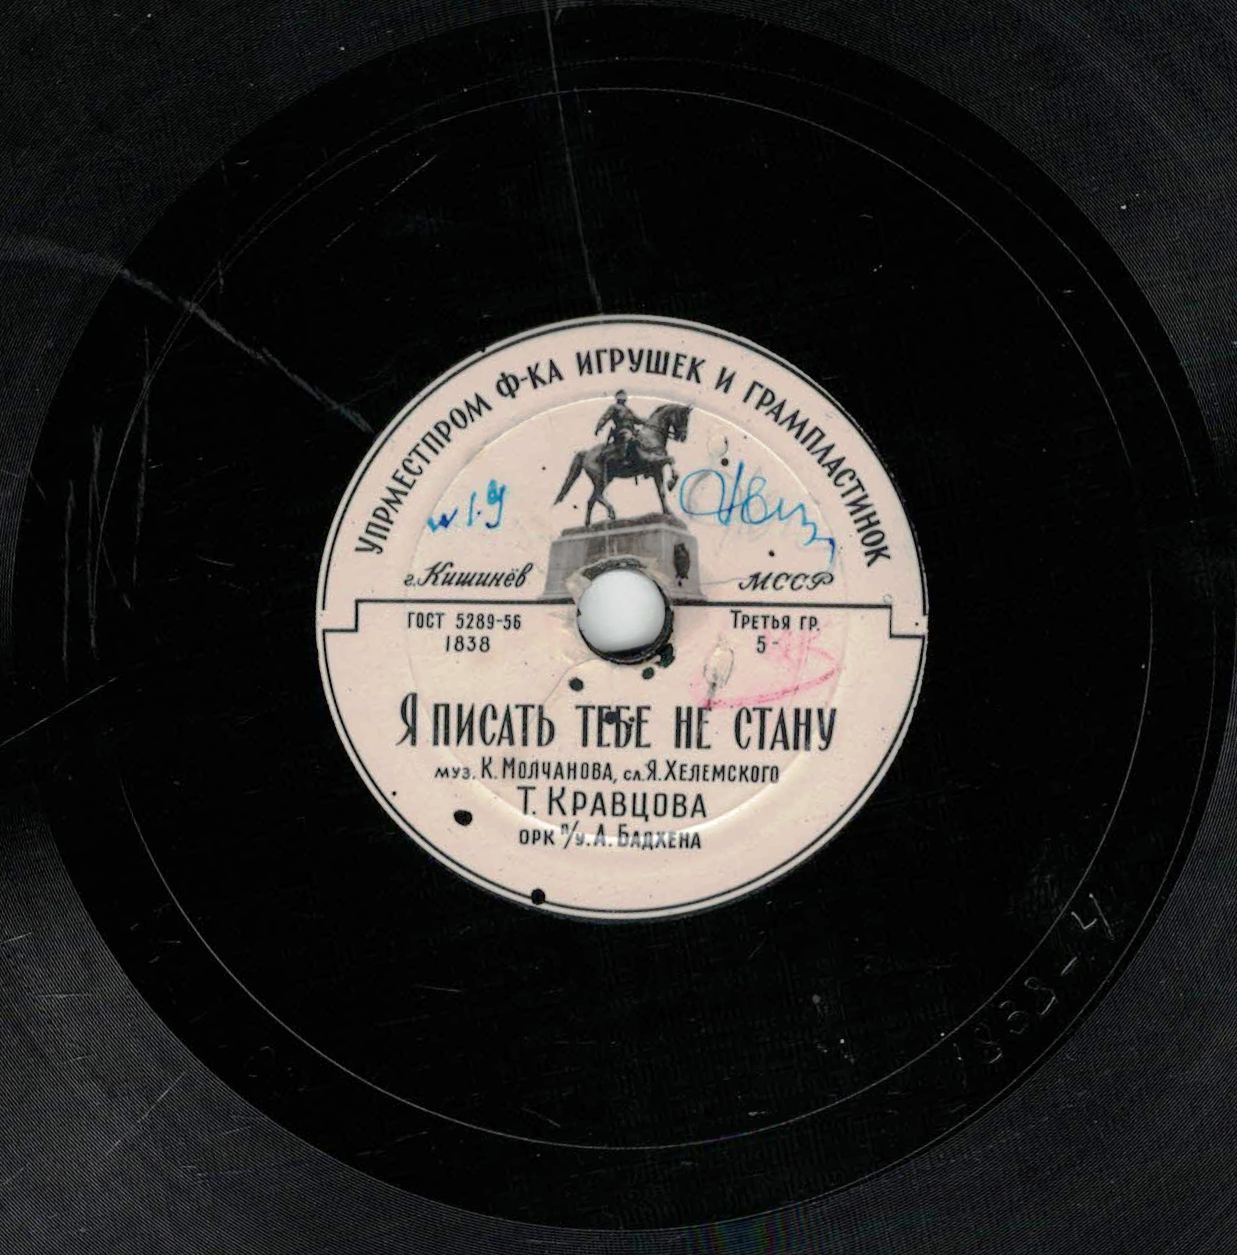 УПРМЕСТПРОМ Ф-КА ИГРУШЕК И ГРАМПЛАСТИНОК
г. Кишинёв МССР
ГОСТ 5289-56 Третья гр.
1838 5-
Я ПИСАТЬ ТЕБЕ НЕ СТАНУ
муз. К. Молчанова, сл. Я. Хелемского
Т. Кравцова
орк п/у. А. Бадхена